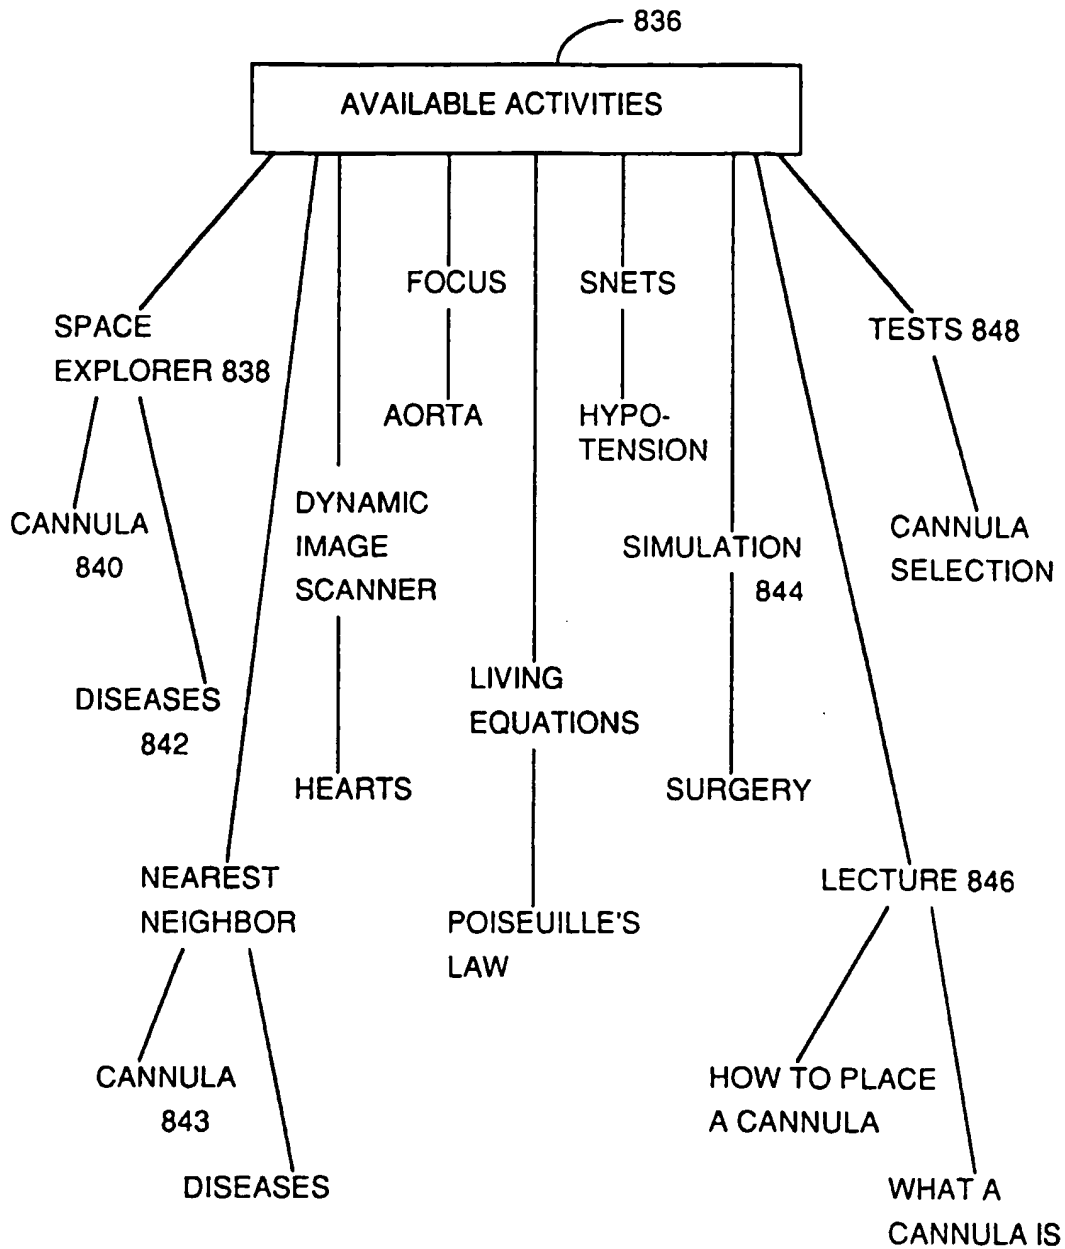 836
AVAILABLE ACTIVITIES
FOCUS
SNETS
SPACE
EXPLORER 838
TESTS 848
AORTA
HYPO-
TENSION
DYNAMIC
IMAGE
SCANNER
CANNULA
840
SIMULATION
844
CANNULA
SELECTION
LIVING
EQUATIONS
DISEASES
842
HEARTS
SURGERY
NEAREST
NEIGHBOR
LECTURE 846
POISEUILLE'S
LAW
CANNULA
843
HOW TO PLACE
A CANNULA
DISEASES
WHAT A
CANNULA IS